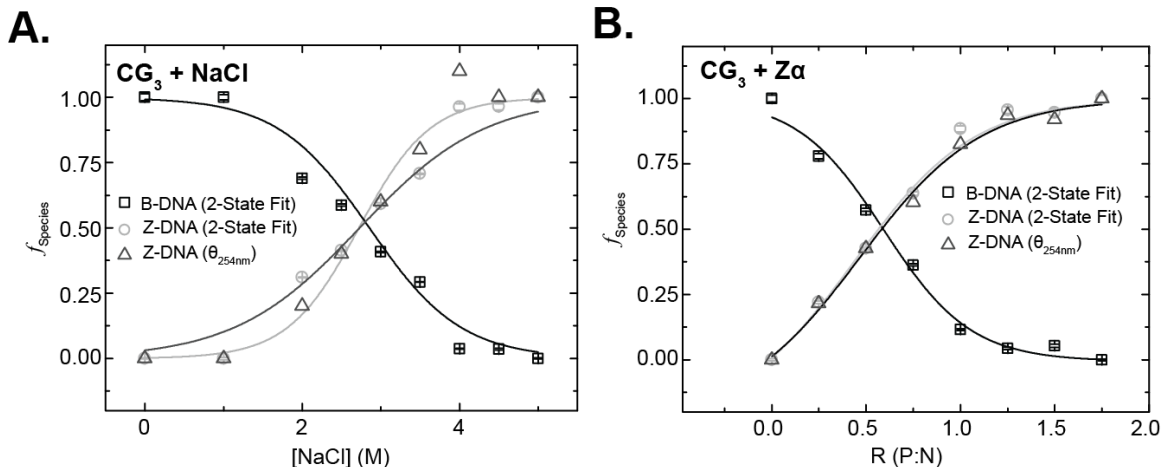 A.
CG₃ + NaCl
1.00
0.75
0.50
0.25
0.00
fSpecies
B-DNA (2-State Fit)
Z-DNA (2-State Fit)
Z-DNA (θ254nm)
0
2
4
[NaCl] (M)
B.
CG₃ + Zα
1.00
0.75
0.50
0.25
0.00
fSpecies
B-DNA (2-State Fit)
Z-DNA (2-State Fit)
Z-DNA (θ254nm)
0.0
0.5
1.0
1.5
2.0
R (P:N)